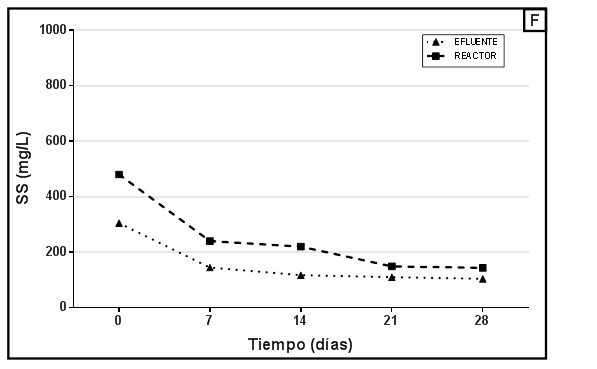 F
1000
800
600
400
200
0
SS (mg/L)
EFLUENTE
REACTOR
0 7 14 21 28
Tiempo (días)